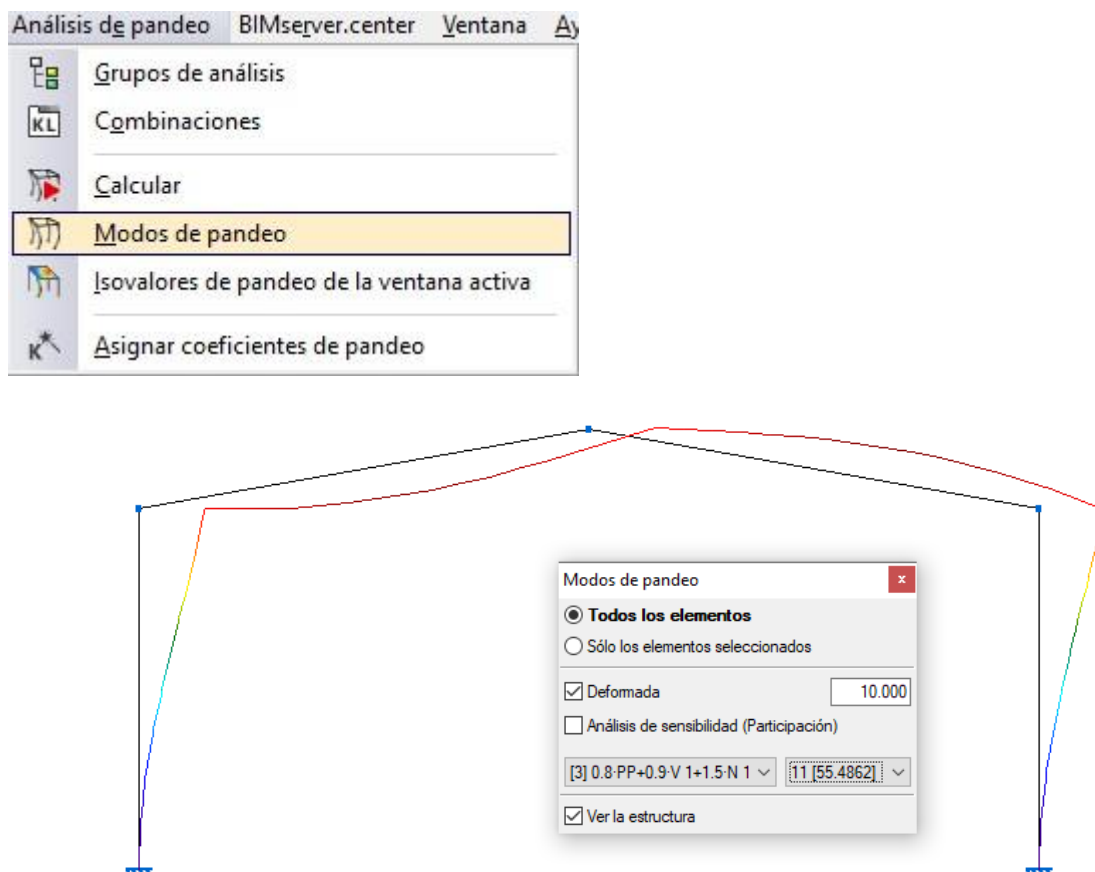 Análisis de pandeo BIMserver.center Ventana Ay
Grupos de análisis
KL Combinaciones
Calcular
Modos de pandeo
Isovalores de pandeo de la ventana activa
K Asignar coeficientes de pandeo
Modos de pandeo x
Todos los elementos
Sólo los elementos seleccionados
Deformada 10.000
Análisis de sensibilidad (Participación)
[3] 0.8·PP+0.9·V 1+1.5·N 1 11 [55.4862]
Ver la estructura